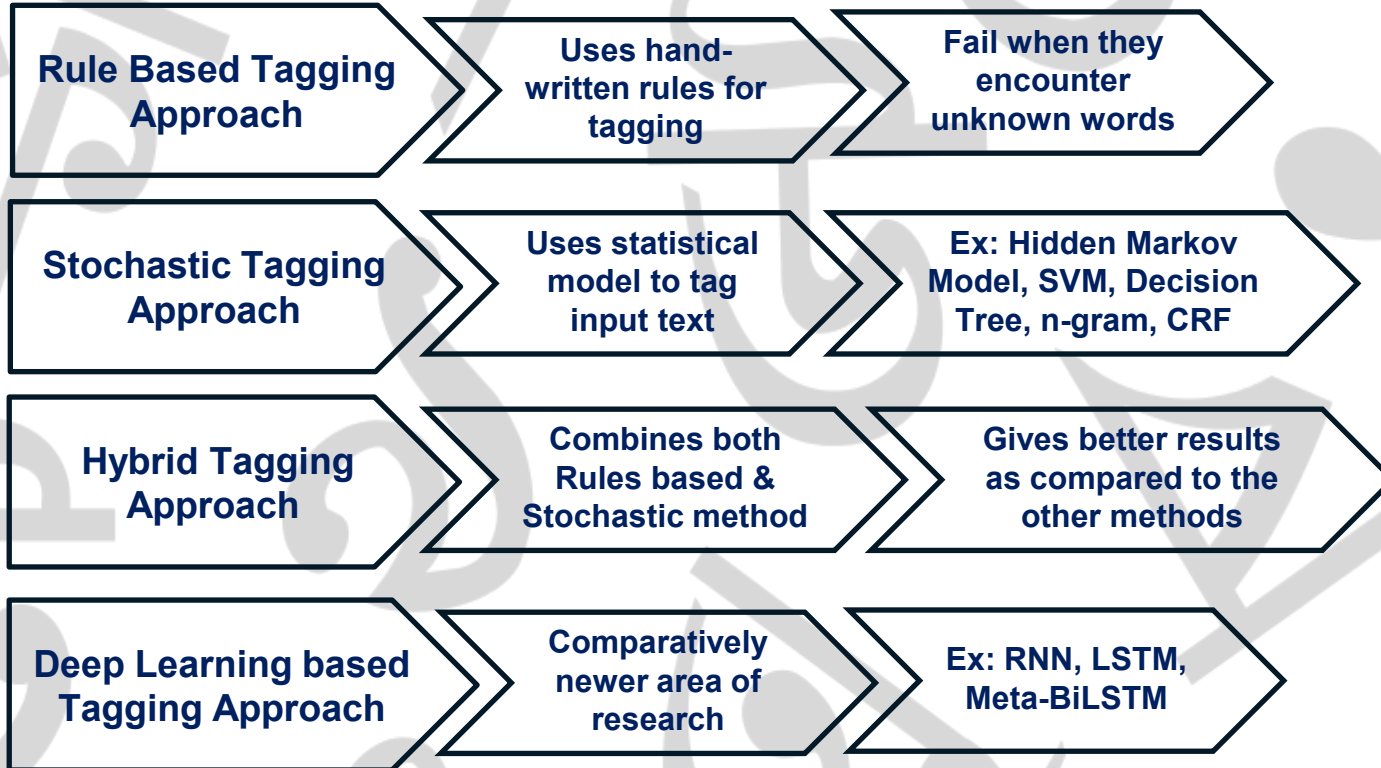 Rule Based Tagging
Approach
Uses hand-
written rules for
tagging
Fail when they
encounter
unknown words
Stochastic Tagging
Approach
Uses statistical
model to tag
input text
Ex: Hidden Markov
Model, SVM, Decision
Tree, n-gram, CRF
Hybrid Tagging
Approach
Combines both
Rules based &
Stochastic method
Gives better results
as compared to the
other methods
Deep Learning based
Tagging Approach
Comparatively
newer area of
research
Ex: RNN, LSTM,
Meta-BiLSTM